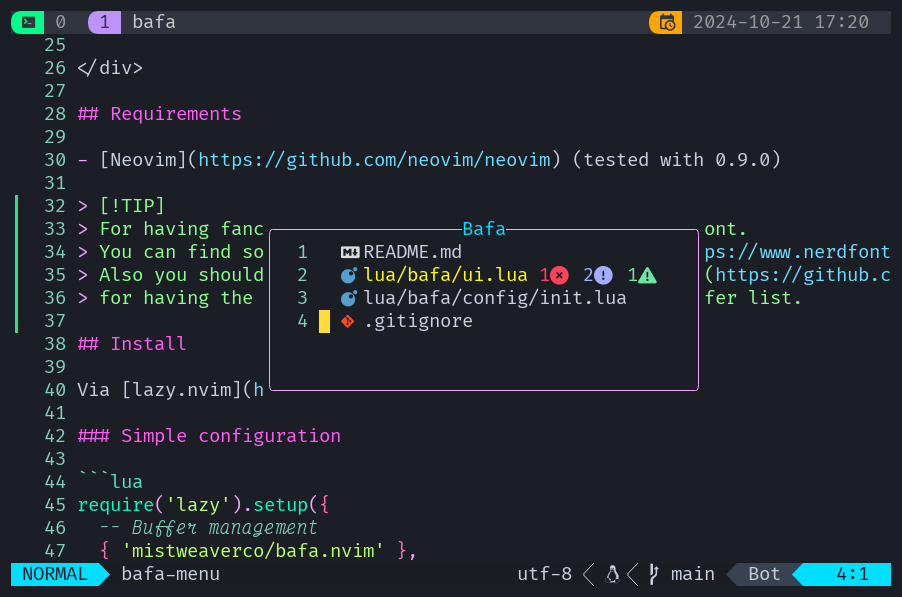 0 1 bafa 2024-10-21 17:20
25
26 </div>
27
28 ## Requirements
29
30 - [Neovim](https://github.com/neovim/neovim) (tested with 0.9.0)
31
32 > [!TIP]
33 > For having fanc ont.
34 > You can find so ps://www.nerdfont
35 > Also you should (https://github.c
36 > for having the fer list.
37
Bafa
1 README.md
2 lua/bafa/ui.lua 1 2 1
3 lua/bafa/config/init.lua
4 .gitignore
38 ## Install
39
40 Via [lazy.nvim](h
41
42 ### Simple configuration
43
44 ```lua
45 require('lazy').setup({
46 -- Buffer management
47 { 'mistweaverco/bafa.nvim' },
NORMAL bafa-menu utf-8 main Bot 4:1